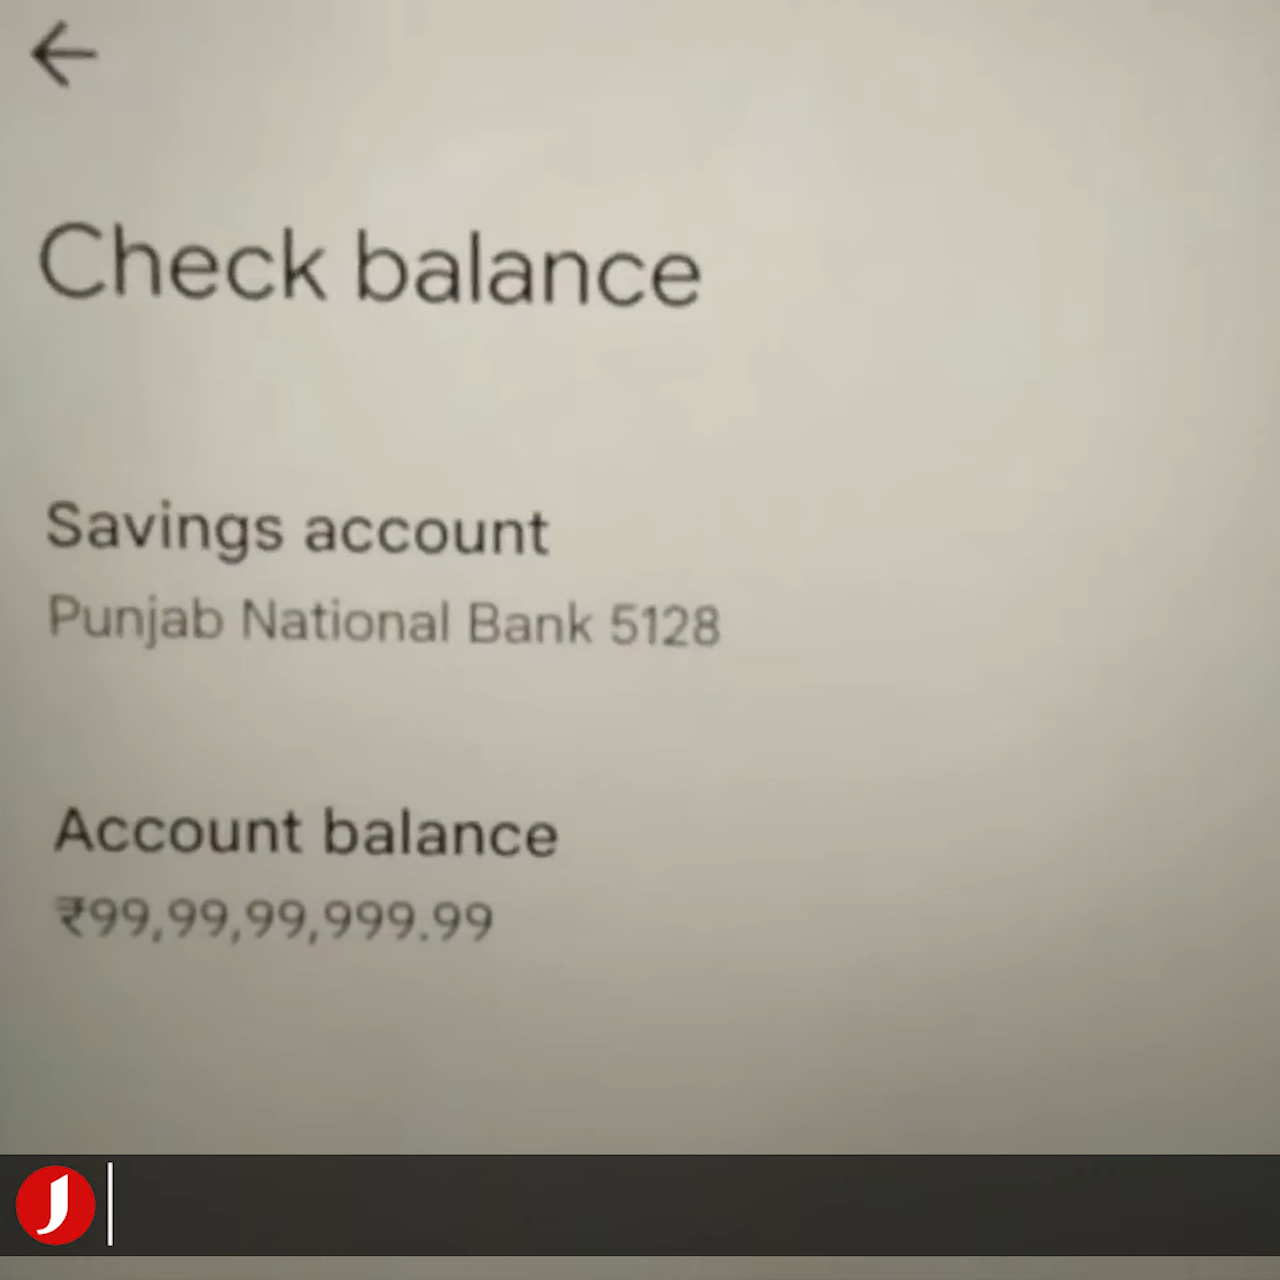 Check balance
Savings account
Punjab National Bank 5128
Account balance
₹99,99,99,999.99
J